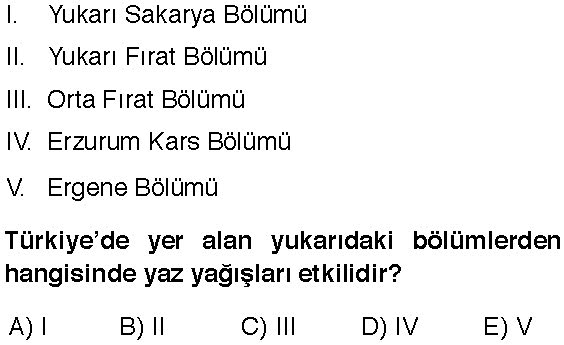 I. Yukarı Sakarya Bölümü
II. Yukarı Fırat Bölümü
III. Orta Fırat Bölümü
IV. Erzurum Kars Bölümü
V. Ergene Bölümü
Türkiye’de yer alan yukarıdaki bölümlerden
hangisinde yaz yağışları etkilidir?
A) I B) II C) III D) IV E) V